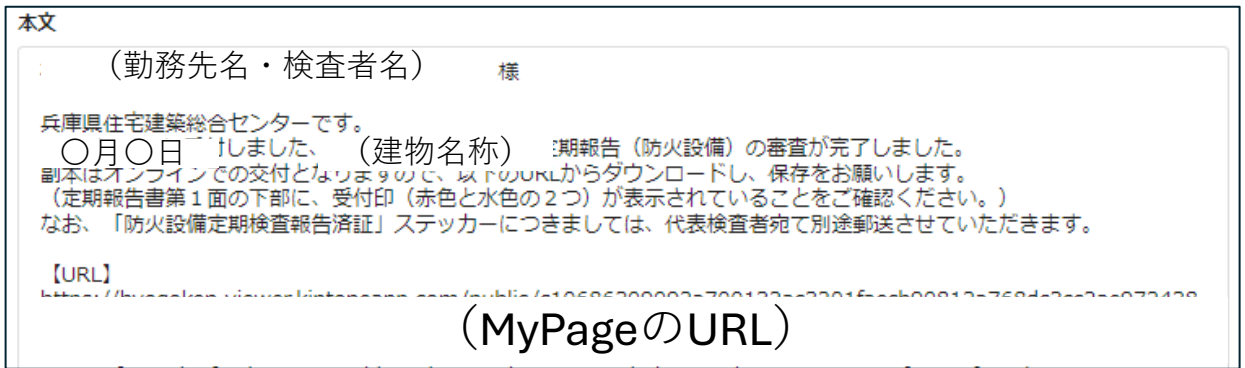 本文
（勤務先名・検査者名） 様
兵庫県住宅建築総合センターです。
〇月〇日 けしました、 （建物名称） 期報告（防火設備）の審査が完了しました。
副本はオンラインでの交付となりますので、以下のURLからダウンロードし、保存をお願いします。
（定期報告書第１面の下部に、受付印（赤色と水色の２つ）が表示されていることをご確認ください。）
なお、「防火設備定期検査報告済証」ステッカーにつきましては、代表検査者宛て別途郵送させていただきます。
【URL】
（MyPageのURL）